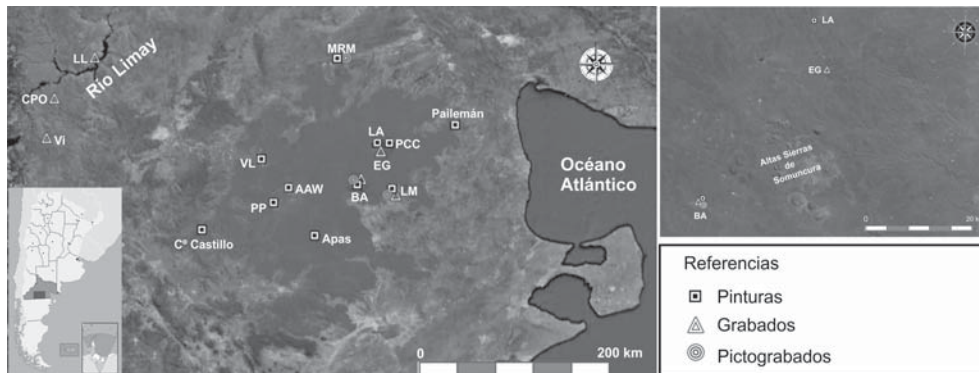 MRM
LL
Río Limay
CPO
Vi
Pailemán
LA
PCC
EG
VL
AAW
BA
LM
PP
Cº Castillo
Apas
Océano
Atlántico
0
200 km
LA
EG
Altas Sierras
de
Somuncura
BA
0
Referencias
Pinturas
Grabados
Pictograbados